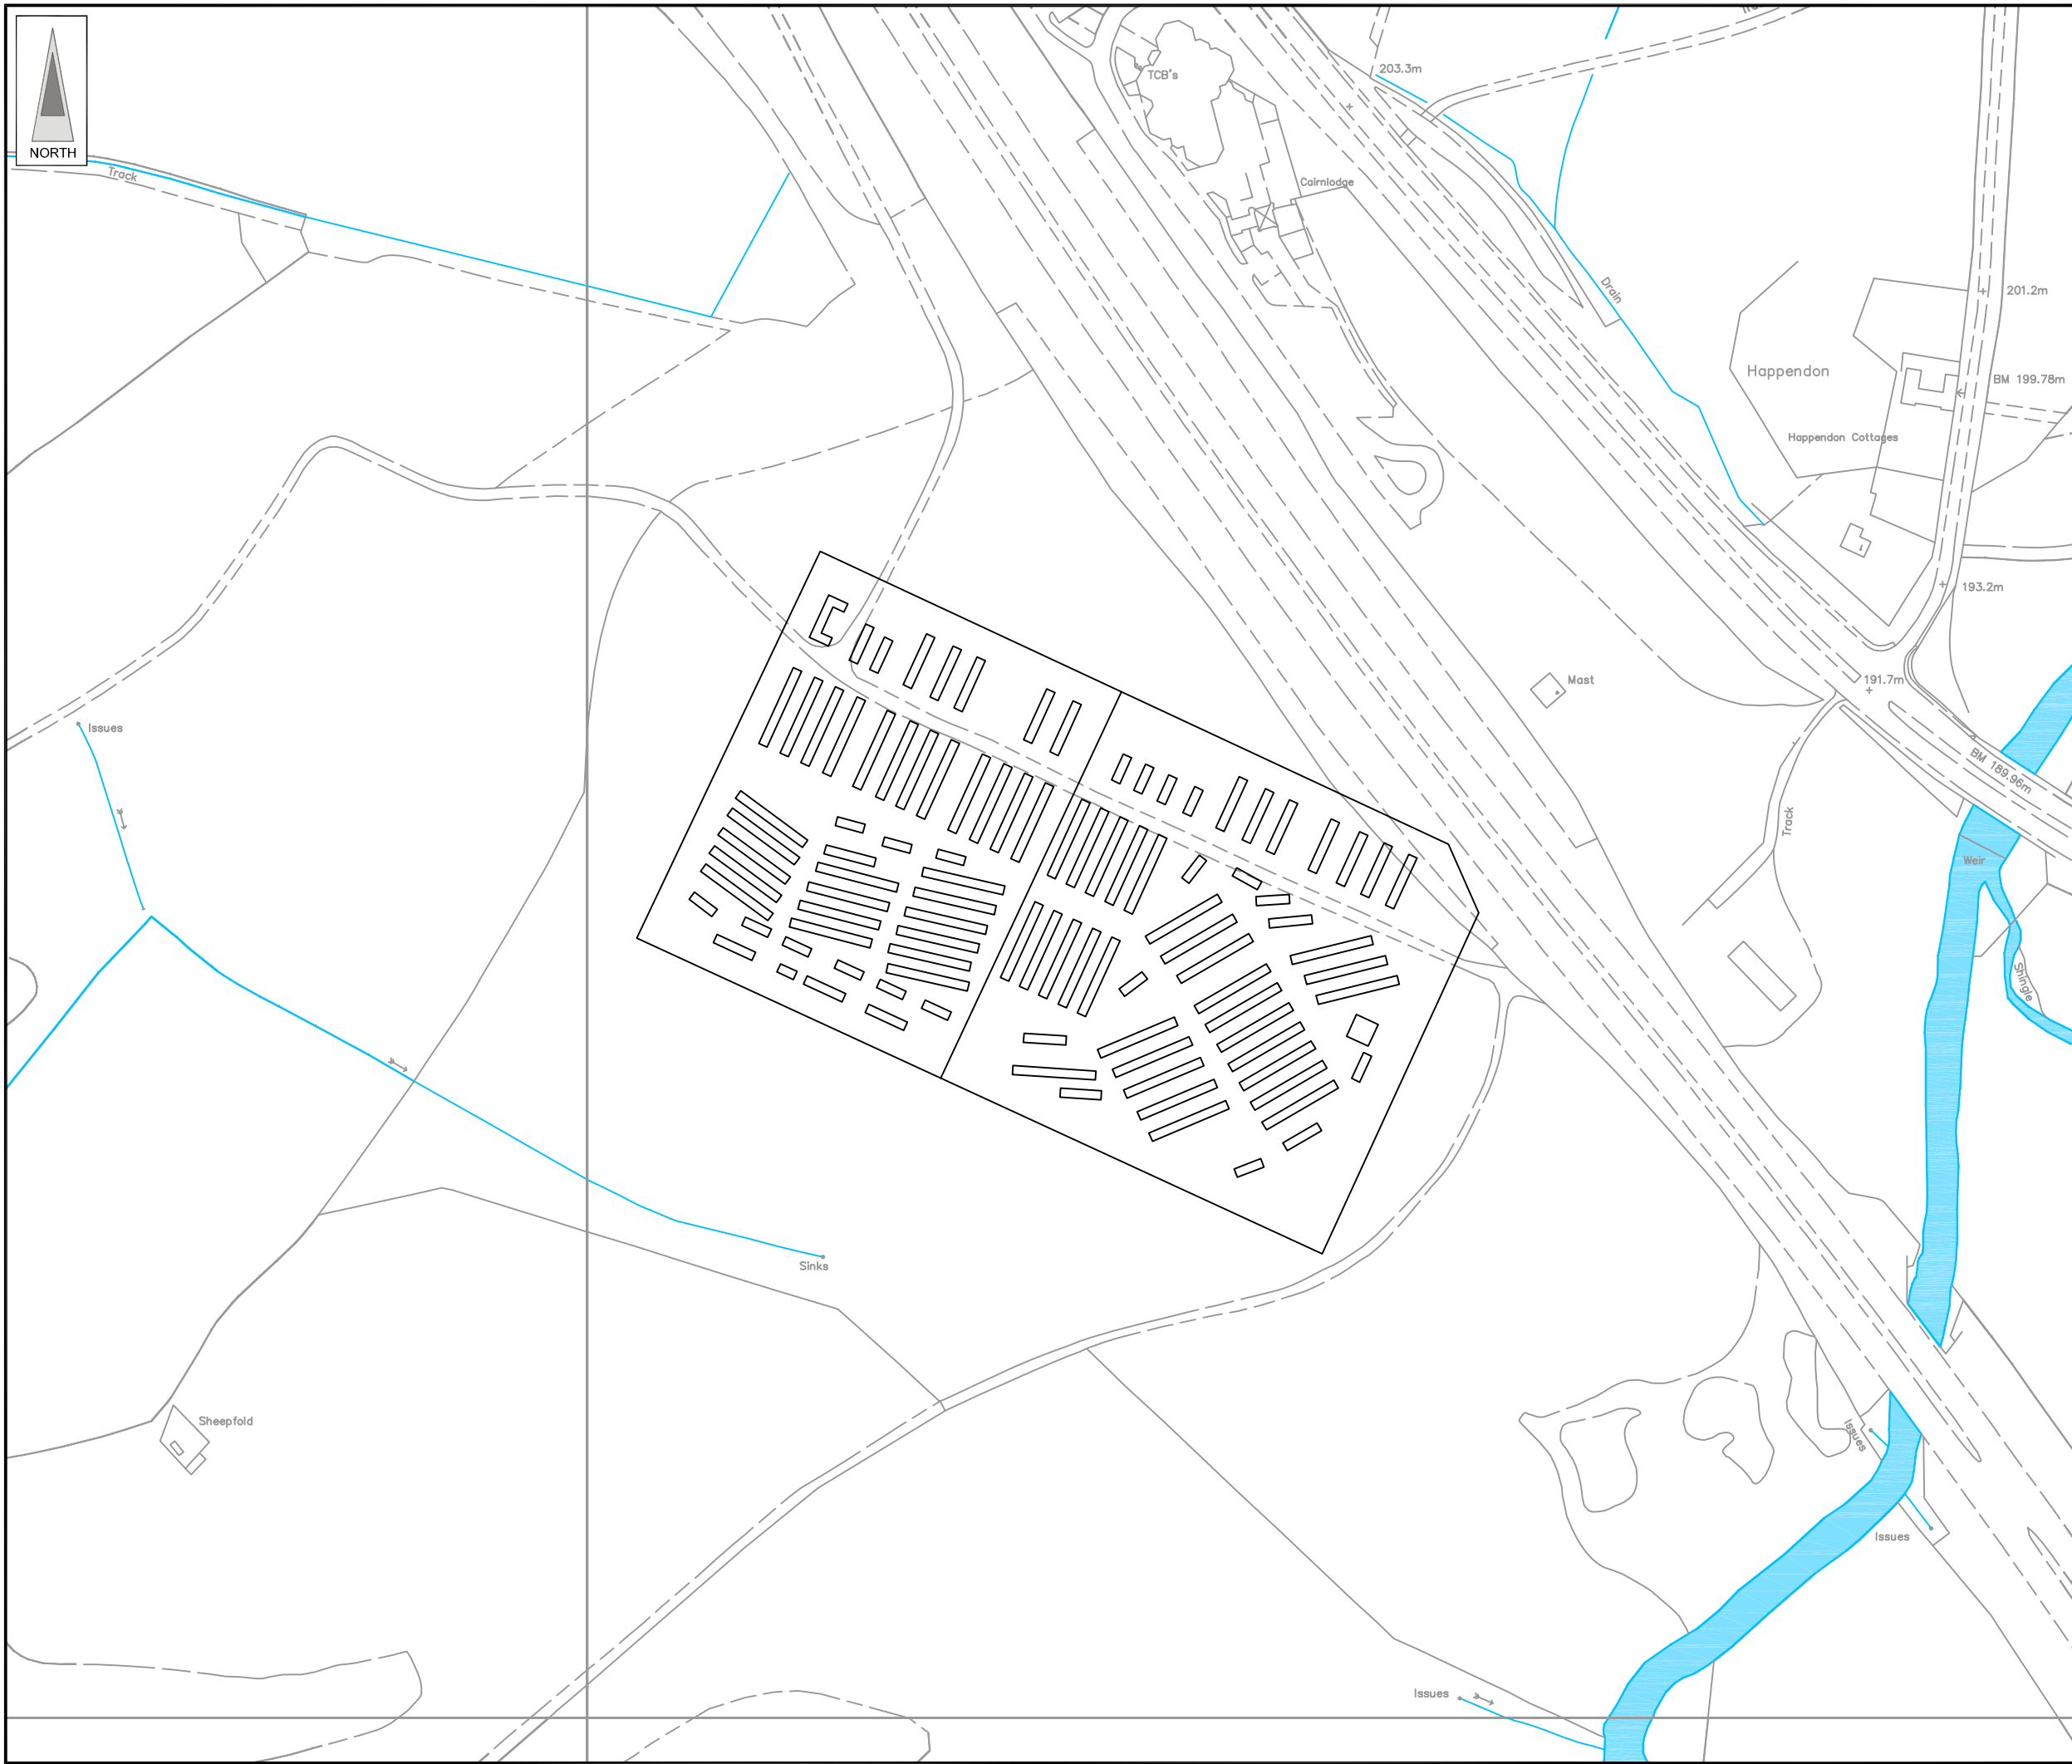 NORTH
TCB's
203.3m
Track
Cairnlodge
Drain
201.2m
Happendon
BM 199.78m
Happendon Cottages
193.2m
Mast
191.7m
Issues
BM 189.96m
Track
Weir
Shingle
Sinks
Sheepfold
Issues
Issues
Issues